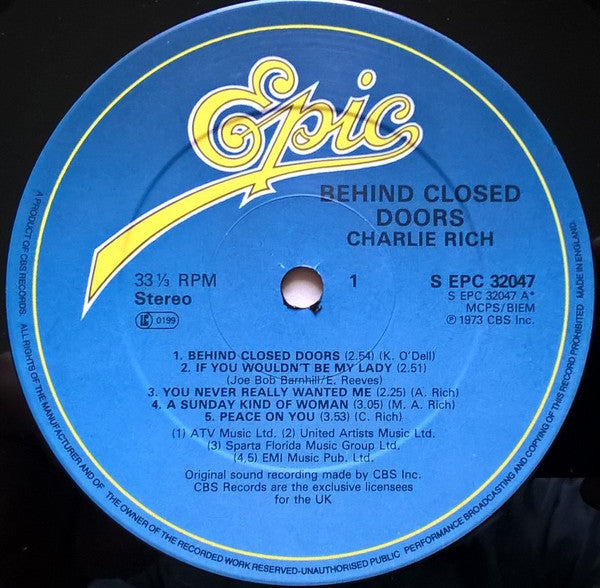 Epic
BEHIND CLOSED
DOORS
CHARLIE RICH
33⅓ RPM
Stereo
LC 0199
1
S EPC 32047
S EPC 32047 A*
MCPS/BIEM
℗ 1973 CBS Inc.
1. BEHIND CLOSED DOORS (2.54) (K. O'Dell)
2. IF YOU WOULDN'T BE MY LADY (2.51)
(Joe Bob Barnhill/E. Reeves)
3. YOU NEVER REALLY WANTED ME (2.25) (A. Rich)
4. A SUNDAY KIND OF WOMAN (3.05) (M. A. Rich)
5. PEACE ON YOU (3.53) (C. Rich)
(1) ATV Music Ltd. (2) United Artists Music Ltd.
(3) Sparta Florida Music Group Ltd.
(4,5) EMI Music Pub. Ltd.
Original sound recording made by CBS Inc.
CBS Records are the exclusive licensees
for the UK
A PRODUCT OF CBS RECORDS. ALL RIGHTS OF THE MANUFACTURER AND OF THE OWNER OF THE RECORDED WORK RESERVED-UNAUTHORISED PUBLIC PERFORMANCE BROADCASTING AND COPYING OF THIS RECORD PROHIBITED MADE IN ENGLAND.